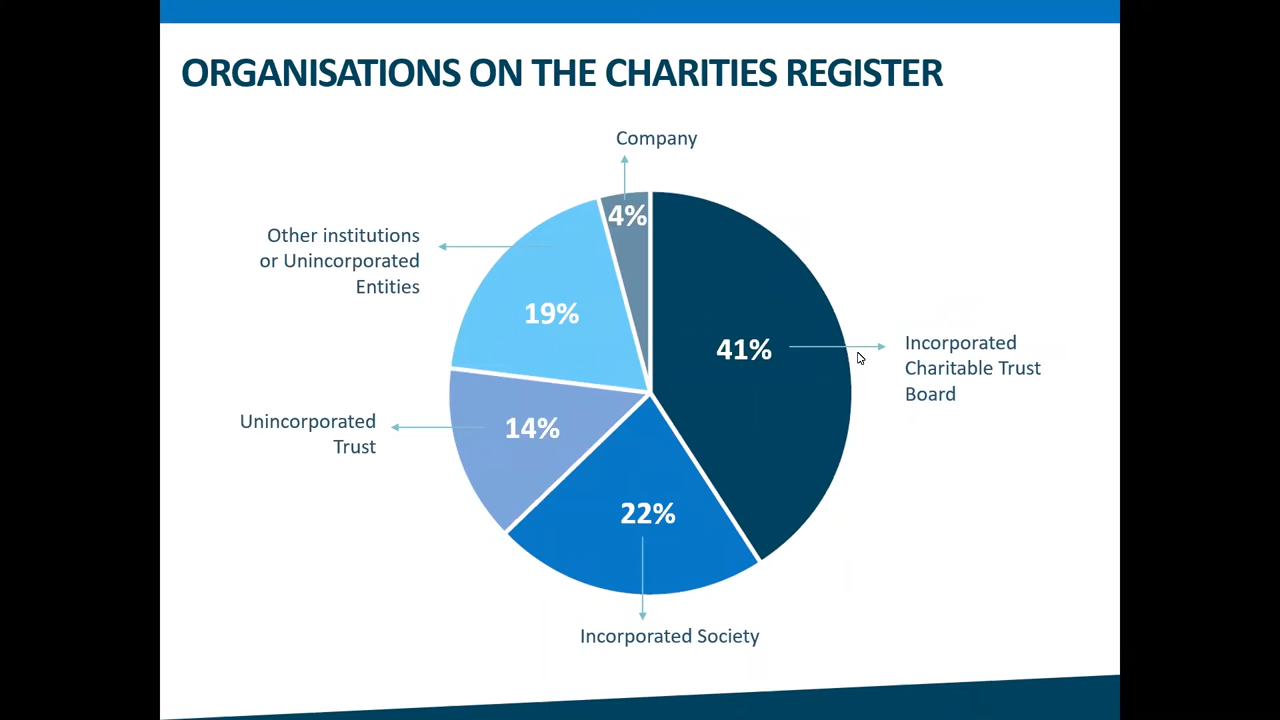 ORGANISATIONS ON THE CHARITIES REGISTER
Company
4%
Other institutions
or Unincorporated
Entities
19%
41%
Incorporated
Charitable Trust
Board
Unincorporated
Trust
14%
22%
Incorporated Society